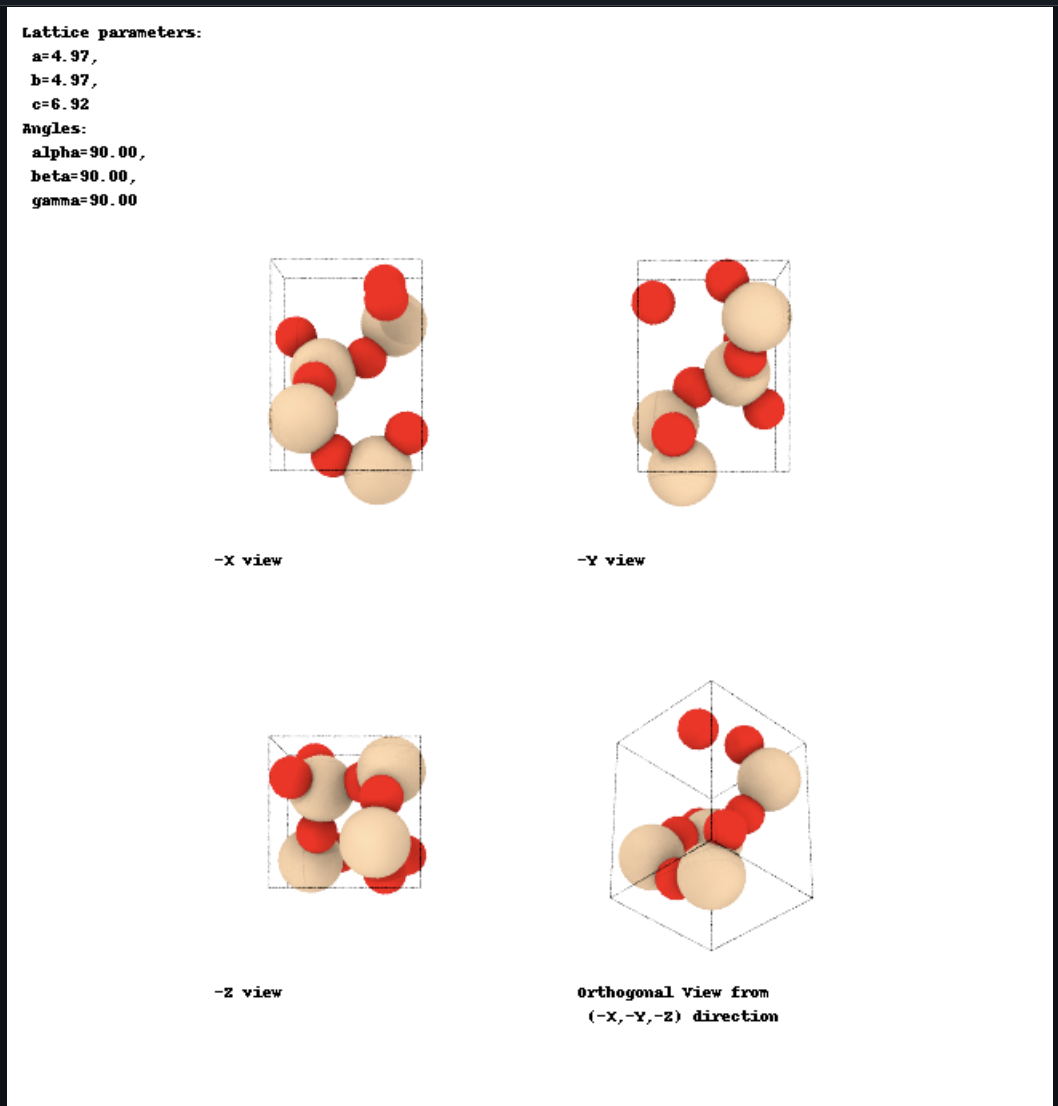 Lattice parameters:
a=4.97,
b=4.97,
c=6.92
Angles:
alpha=90.00,
beta=90.00,
gamma=90.00
-X view
-Y view
-Z view
Orthogonal View from
(-X,-Y,-Z) direction